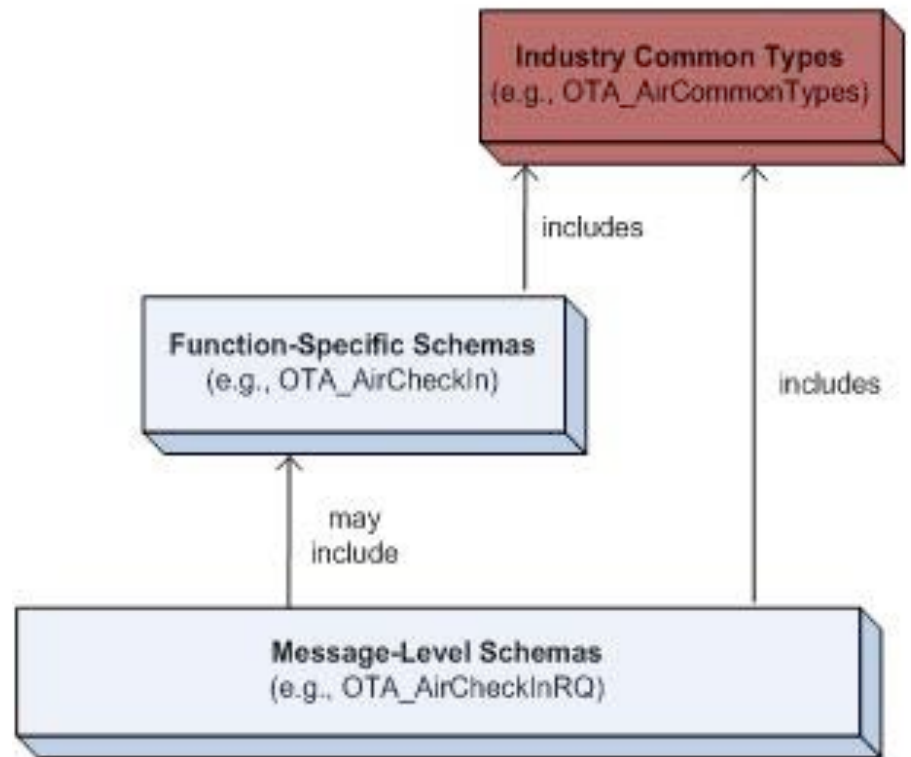 Industry Common Types
(e.g., OTA_AirCommonTypes)
includes
Function-Specific Schemas
(e.g., OTA_AirCheckIn)
includes
may
include
Message-Level Schemas
(e.g., OTA_AirCheckInRQ)